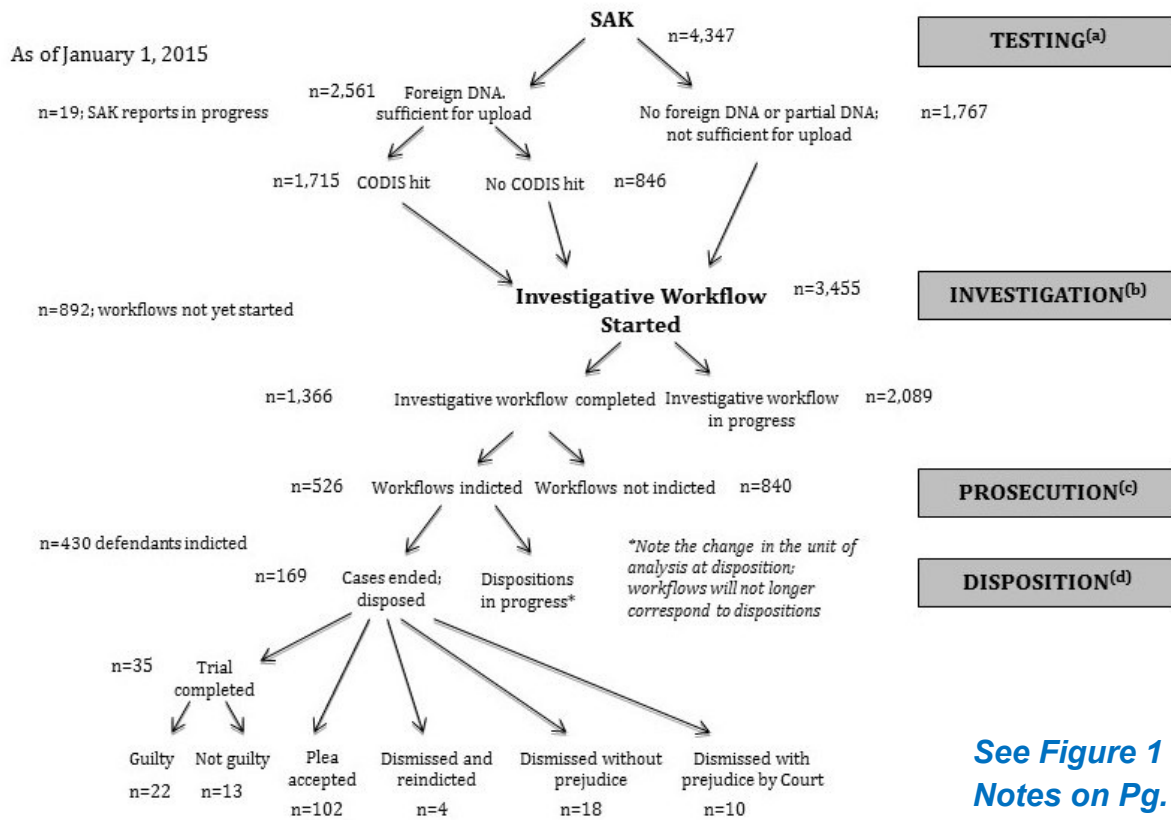 SAK
n=4,347
TESTING(a)
As of January 1, 2015
n=19; SAK reports in progress
n=2,561
Foreign DNA.
sufficient for upload
No foreign DNA or partial DNA;
not sufficient for upload
n=1,767
n=1,715
CODIS hit
No CODIS hit
n=846
n=892; workflows not yet started
Investigative Workflow
Started
n=3,455
INVESTIGATION(b)
n=1,366
Investigative workflow completed
Investigative workflow
in progress
n=2,089
n=526
Workflows indicted
Workflows not indicted
n=840
PROSECUTION(c)
n=430 defendants indicted
n=169
Cases ended;
disposed
Dispositions
in progress*
*Note the change in the unit of
analysis at disposition;
workflows will not longer
correspond to dispositions
DISPOSITION(d)
n=35
Trial
completed
Guilty
n=22
Not guilty
n=13
Plea
accepted
n=102
Dismissed and
reindicted
n=4
Dismissed without
prejudice
n=18
Dismissed with
prejudice by Court
n=10
See Figure 1
Notes on Pg.